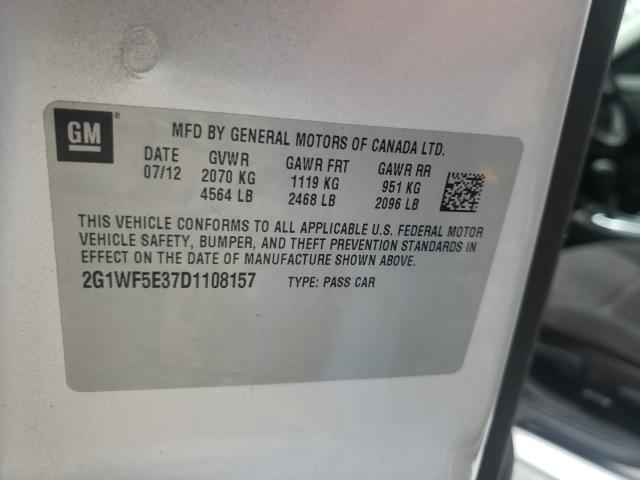 GM ®
MFD BY GENERAL MOTORS OF CANADA LTD.
DATE GVWR GAWR FRT GAWR RR
07/12 2070 KG 1119 KG 951 KG
4564 LB 2468 LB 2096 LB
THIS VEHICLE CONFORMS TO ALL APPLICABLE U.S. FEDERAL MOTOR
VEHICLE SAFETY, BUMPER, AND THEFT PREVENTION STANDARDS IN
EFFECT ON THE DATE OF MANUFACTURE SHOWN ABOVE.
2G1WF5E37D1108157 TYPE: PASS CAR